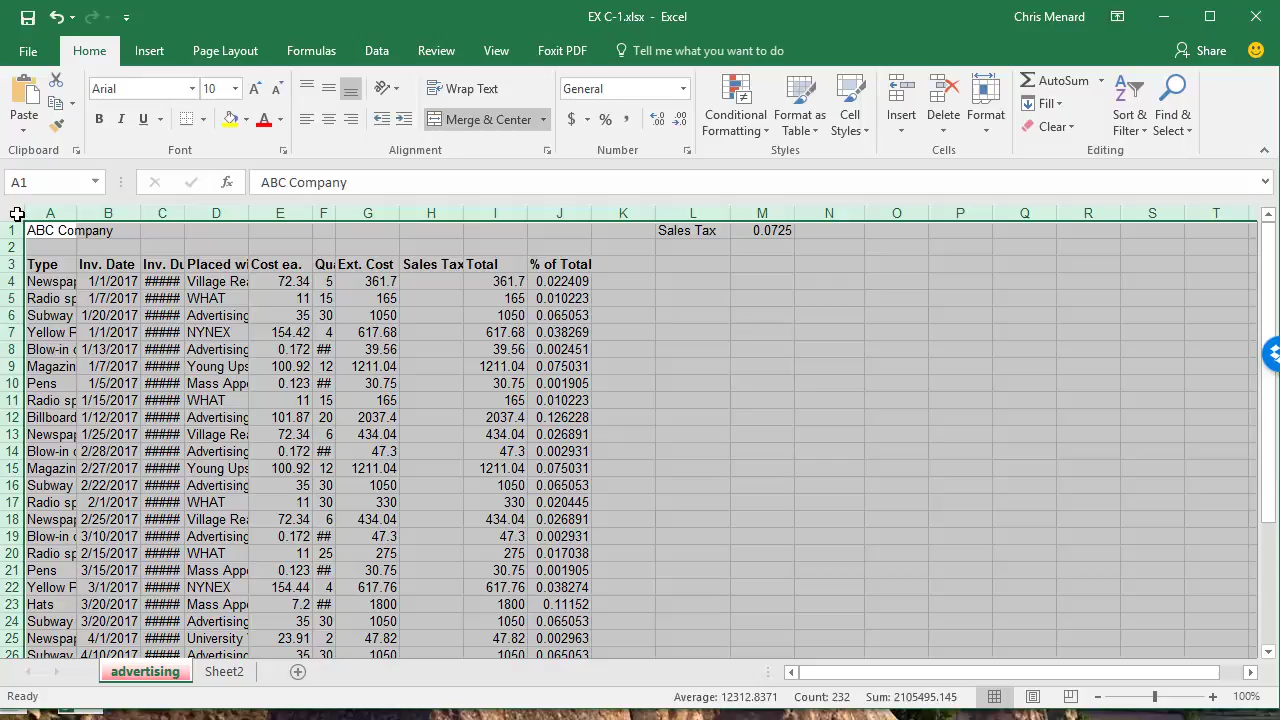 EX C-1.xlsx - Excel
Chris Menard
File Home Insert Page Layout Formulas Data Review View Foxit PDF Tell me what you want to do Share
Paste
Clipboard
Arial 10
B I U
Font
Wrap Text
Merge & Center
Alignment
General
$ % ,
Number
Conditional Formatting
Format as Table
Cell Styles
Styles
Insert Delete Format
Cells
AutoSum
Fill
Clear
Sort & Filter
Find & Select
Editing
A1 fx ABC Company
A B C D E F G H I J K L M N O P Q R S T
1 ABC Company Sales Tax 0.0725
2
3 Type Inv. Date Inv. Du Placed wi Cost ea. Qua Ext. Cost Sales Tax Total % of Total
4 Newspap 1/1/2017 ##### Village Rea 72.34 5 361.7 361.7 0.022409
5 Radio sp 1/7/2017 ##### WHAT 11 15 165 165 0.010223
6 Subway 1/20/2017 ##### Advertising 35 30 1050 1050 0.065053
7 Yellow P 1/1/2017 ##### NYNEX 154.42 4 617.68 617.68 0.038269
8 Blow-in c 1/13/2017 ##### Advertising 0.172 ## 39.56 39.56 0.002451
9 Magazin 1/7/2017 ##### Young Ups 100.92 12 1211.04 1211.04 0.075031
10 Pens 1/5/2017 ##### Mass Appe 0.123 ## 30.75 30.75 0.001905
11 Radio sp 1/15/2017 ##### WHAT 11 15 165 165 0.010223
12 Billboard 1/12/2017 ##### Advertising 101.87 20 2037.4 2037.4 0.126228
13 Newspap 1/25/2017 ##### Village Rea 72.34 6 434.04 434.04 0.026891
14 Blow-in c 2/28/2017 ##### Advertising 0.172 ## 47.3 47.3 0.002931
15 Magazin 2/27/2017 ##### Young Ups 100.92 12 1211.04 1211.04 0.075031
16 Subway 2/22/2017 ##### Advertising 35 30 1050 1050 0.065053
17 Radio sp 2/1/2017 ##### WHAT 11 30 330 330 0.020445
18 Newspap 2/25/2017 ##### Village Rea 72.34 6 434.04 434.04 0.026891
19 Blow-in c 3/10/2017 ##### Advertising 0.172 ## 47.3 47.3 0.002931
20 Radio sp 2/15/2017 ##### WHAT 11 25 275 275 0.017038
21 Pens 3/15/2017 ##### Mass Appe 0.123 ## 30.75 30.75 0.001905
22 Yellow P 3/1/2017 ##### NYNEX 154.44 4 617.76 617.76 0.038274
23 Hats 3/20/2017 ##### Mass Appe 7.2 ## 1800 1800 0.11152
24 Subway 3/20/2017 ##### Advertising 35 30 1050 1050 0.065053
25 Newspap 4/1/2017 ##### University 23.91 2 47.82 47.82 0.002963
26 Subway 4/10/2017 ##### Advertising 35 30 1050 1050 0.065053
advertising Sheet2
Ready Average: 12312.8371 Count: 232 Sum: 2105495.145 100%